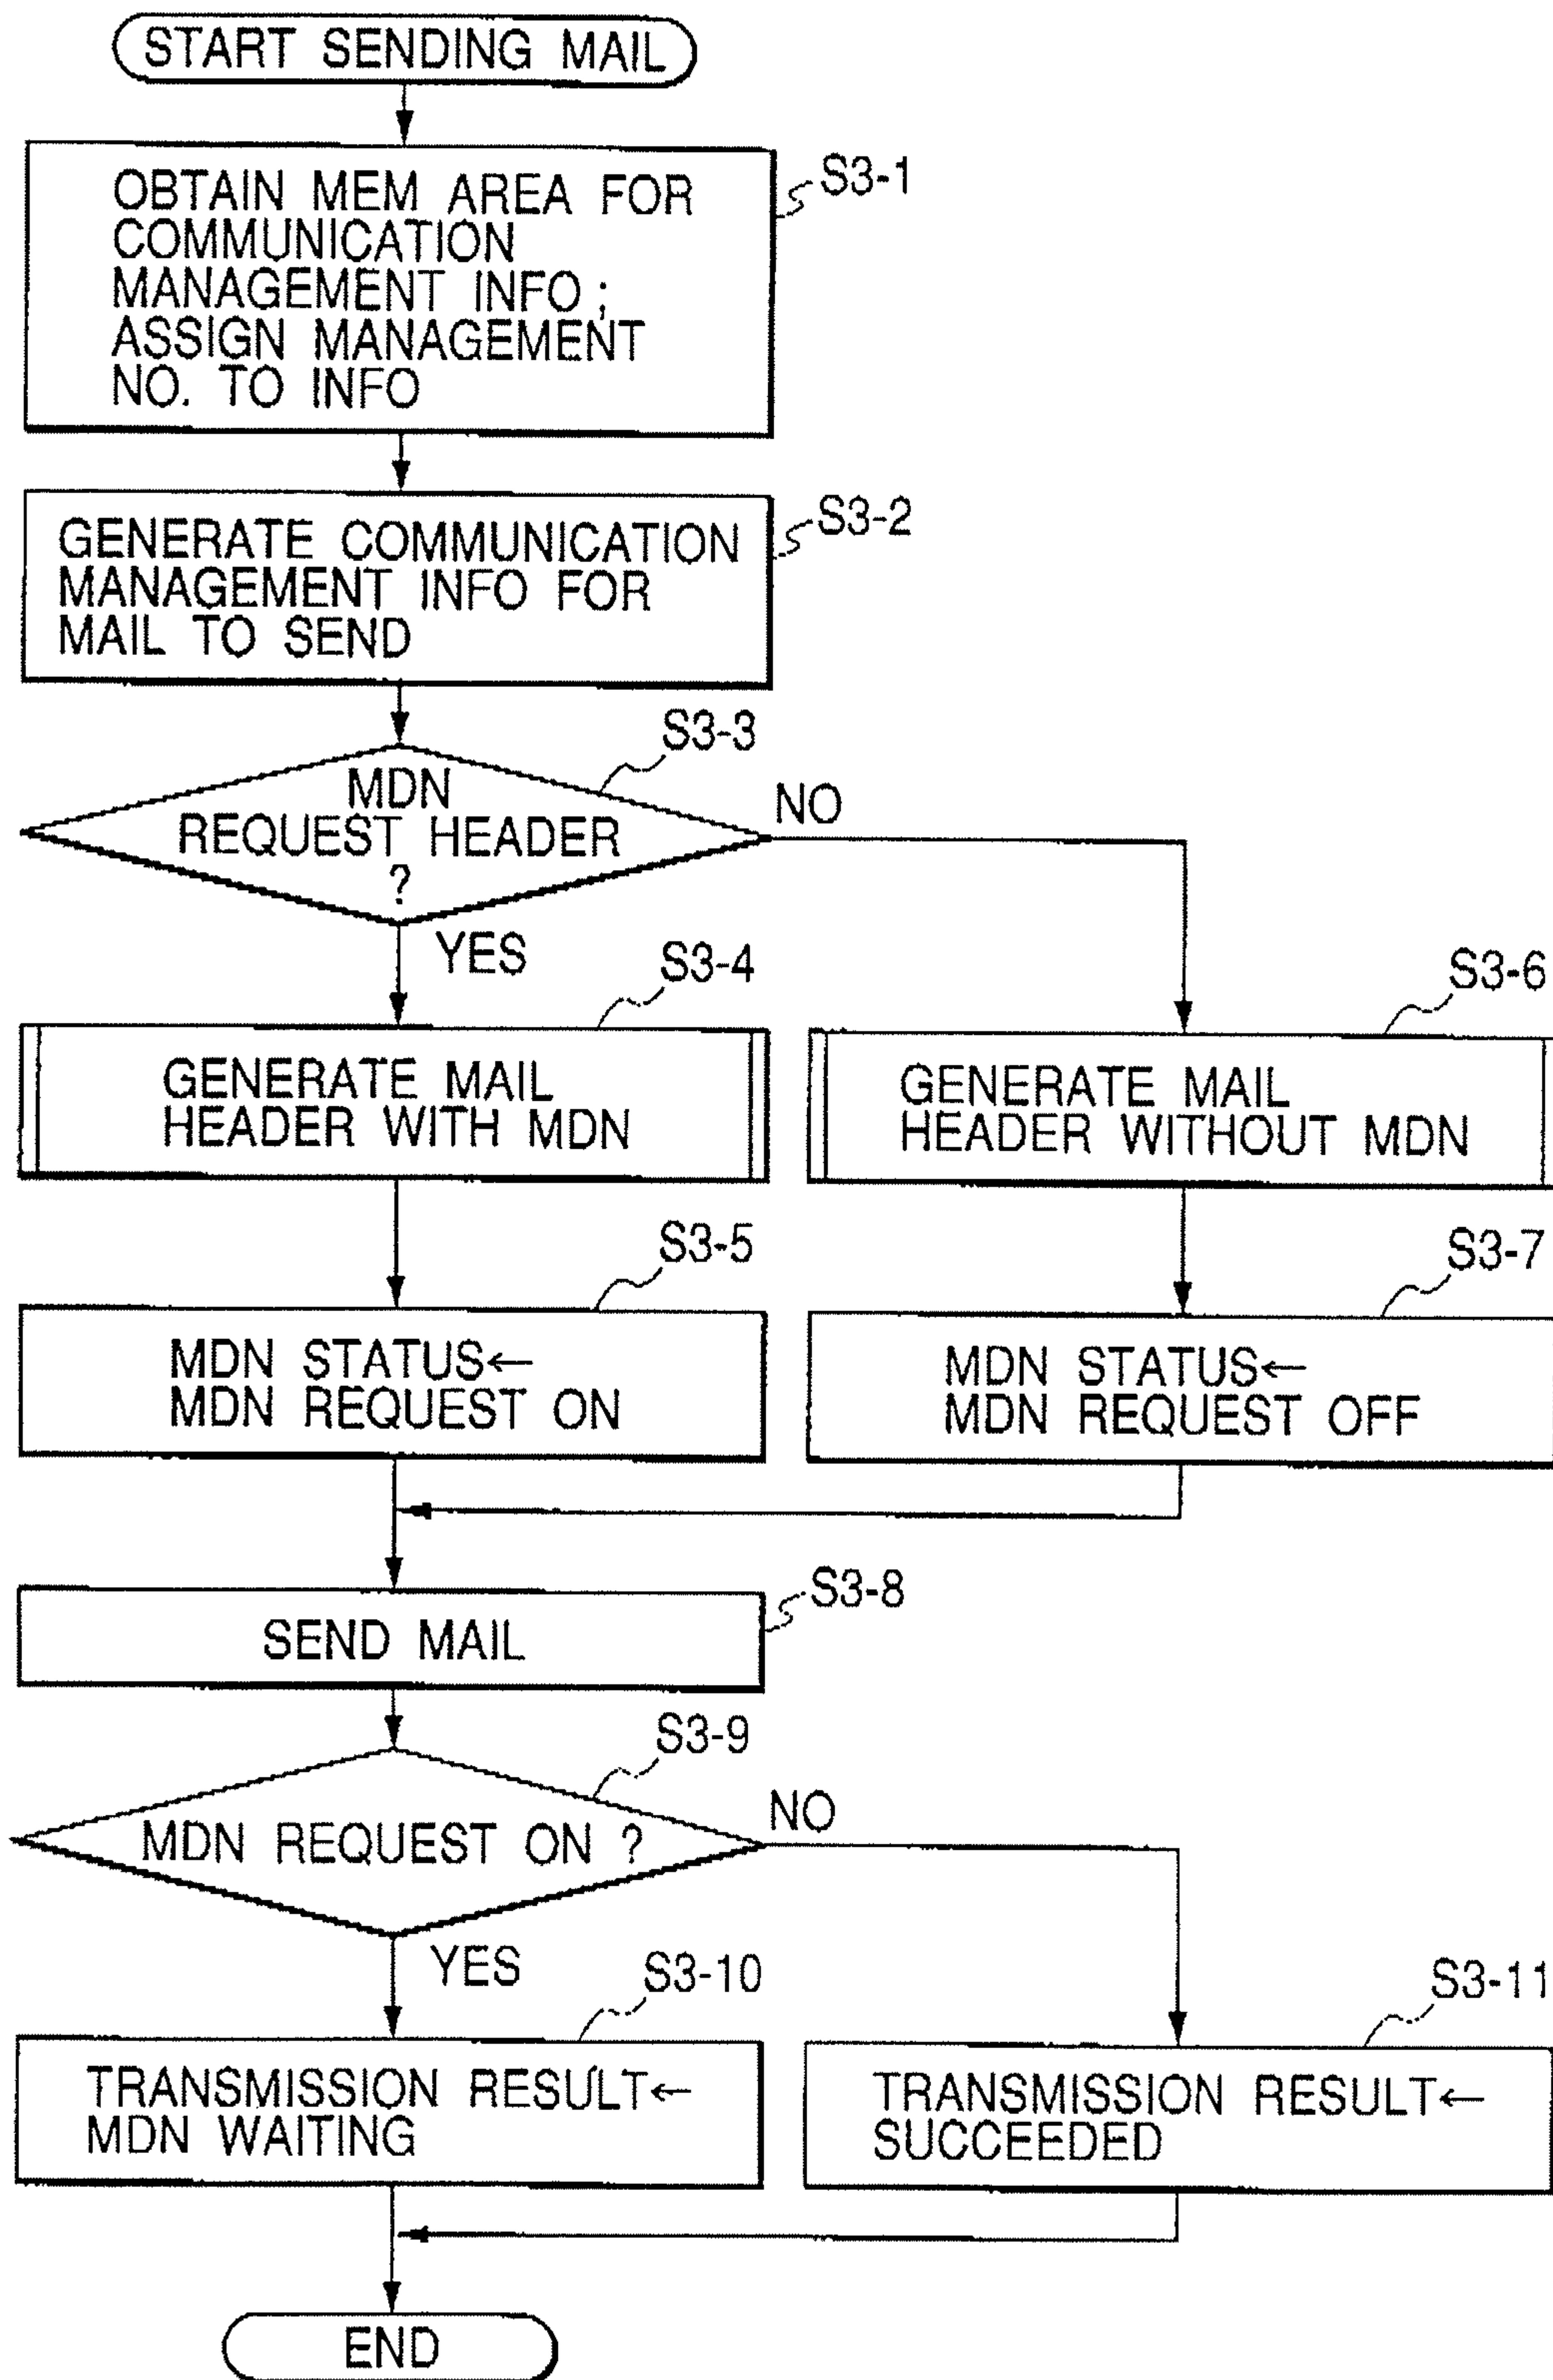 START SENDING MAIL
S3-1
OBTAIN MEM AREA FOR
COMMUNICATION
MANAGEMENT INFO ;
ASSIGN MANAGEMENT
NO. TO INFO
S3-2
GENERATE COMMUNICATION
MANAGEMENT INFO FOR
MAIL TO SEND
S3-3
MDN
REQUEST HEADER
?
NO
YES
S3-4
GENERATE MAIL
HEADER WITH MDN
S3-6
GENERATE MAIL
HEADER WITHOUT MDN
S3-5
MDN STATUS←
MDN REQUEST ON
S3-7
MDN STATUS←
MDN REQUEST OFF
S3-8
SEND MAIL
S3-9
MDN REQUEST ON ?
NO
YES
S3-10
TRANSMISSION RESULT←
MDN WAITING
S3-11
TRANSMISSION RESULT←
SUCCEEDED
END